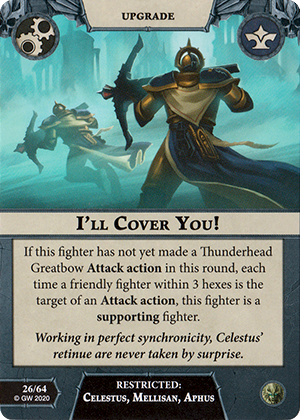 UPGRADE
I'll Cover You!
If this fighter has not yet made a Thunderhead
Greatbow Attack action in this round, each
time a friendly fighter within 3 hexes is the
target of an Attack action, this fighter is a
supporting fighter.
Working in perfect synchronicity, Celestus'
retinue are never taken by surprise.
26/64
© GW 2020
RESTRICTED:
Celestus, Mellisan, Aphus